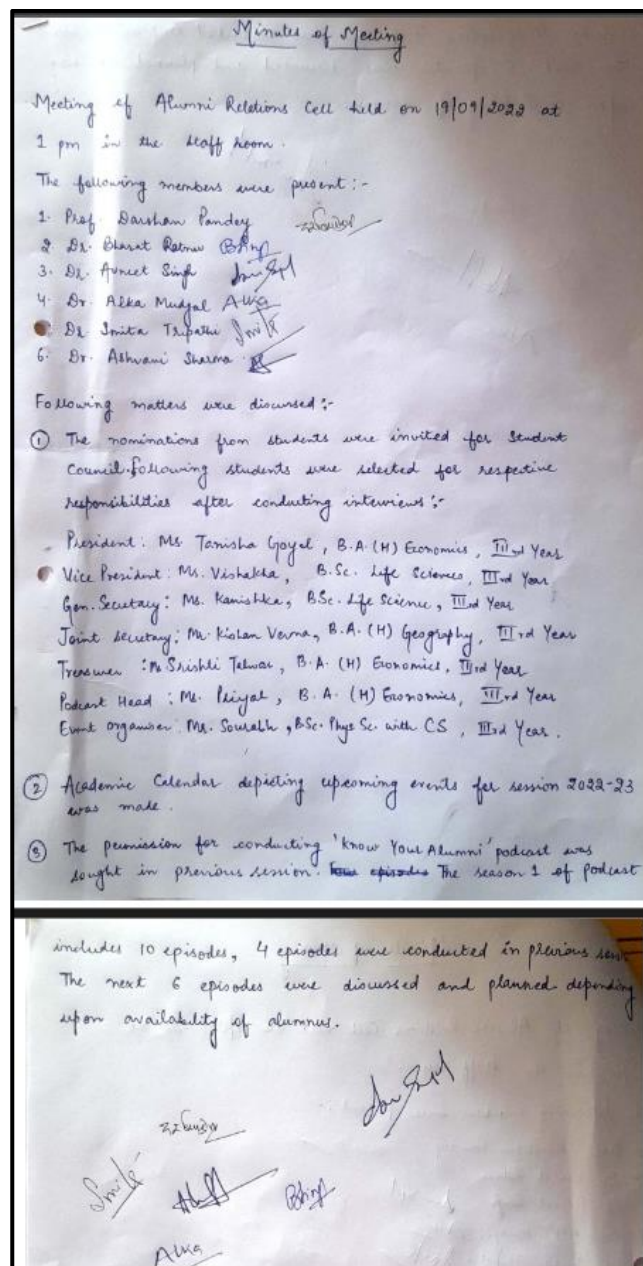 Minutes of Meeting
Meeting of Alumni Relations Cell held on 19/09/2022 at
1 pm in the staff room.
The following members were present:-
1. Prof. Darshan Pandey
2. Dr. Bharat Ratnu
3. Dr. Avneet Singh
4. Dr. Alka Mudgal Alka
Dr. Smita Tripathi Smita
6. Dr. Ashvani Sharma
Following matters were discussed:-
① The nominations from students were invited for Student
Council. Following students were selected for respective
responsibilities after conducting interviews:-
President: Ms. Tanisha Goyal, B.A. (H) Economics, IIIrd Year
Vice President: Ms. Vishakha, B.Sc. Life Sciences, IIIrd Year
Gen. Secretary: Ms. Kanishka, BSc. Life Science, IIIrd Year
Joint Secretary: Mr. Kishan Verma, B.A. (H) Geography, IIIrd Year
Treasurer: Ms Srishti Talwar, B.A. (H) Economics, IIIrd Year
Podcast Head: Ms. Priyal, B.A. (H) Economics, IIIrd Year
Event organiser: Mr. Sourabh, BSc. Phys Sc. with CS, IIIrd Year.
② Academic Calendar depicting upcoming events for session 2022-23
was made.
③ The permission for conducting 'Know Your Alumni' podcast was
sought in previous session. Four episodes The season 1 of podcast
includes 10 episodes, 4 episodes were conducted in previous
The next 6 episodes were discussed and planned depending
upon availability of alumnus.
Smita
Alka